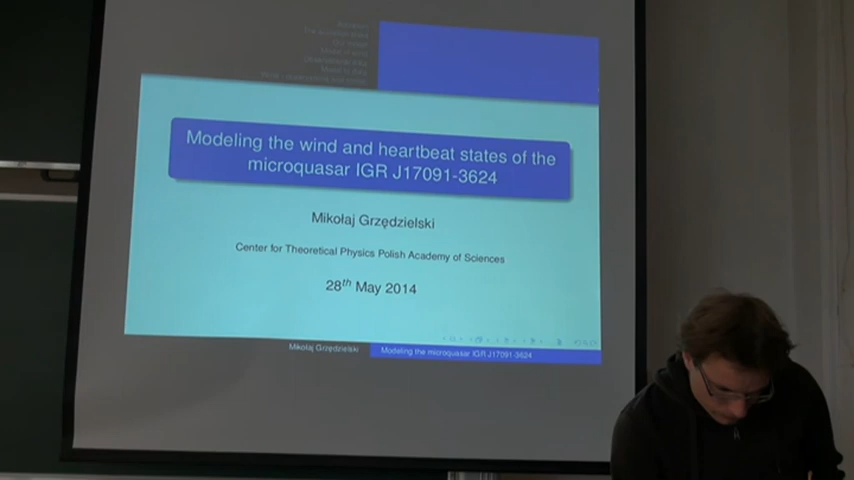 Modeling the wind and heartbeat states of the
microquasar IGR J17091-3624
Mikołaj Grzędzielski
Center for Theoretical Physics Polish Academy of Sciences
28th May 2014
Mikołaj Grzędzielski
Modeling the microquasar IGR J17091-3624